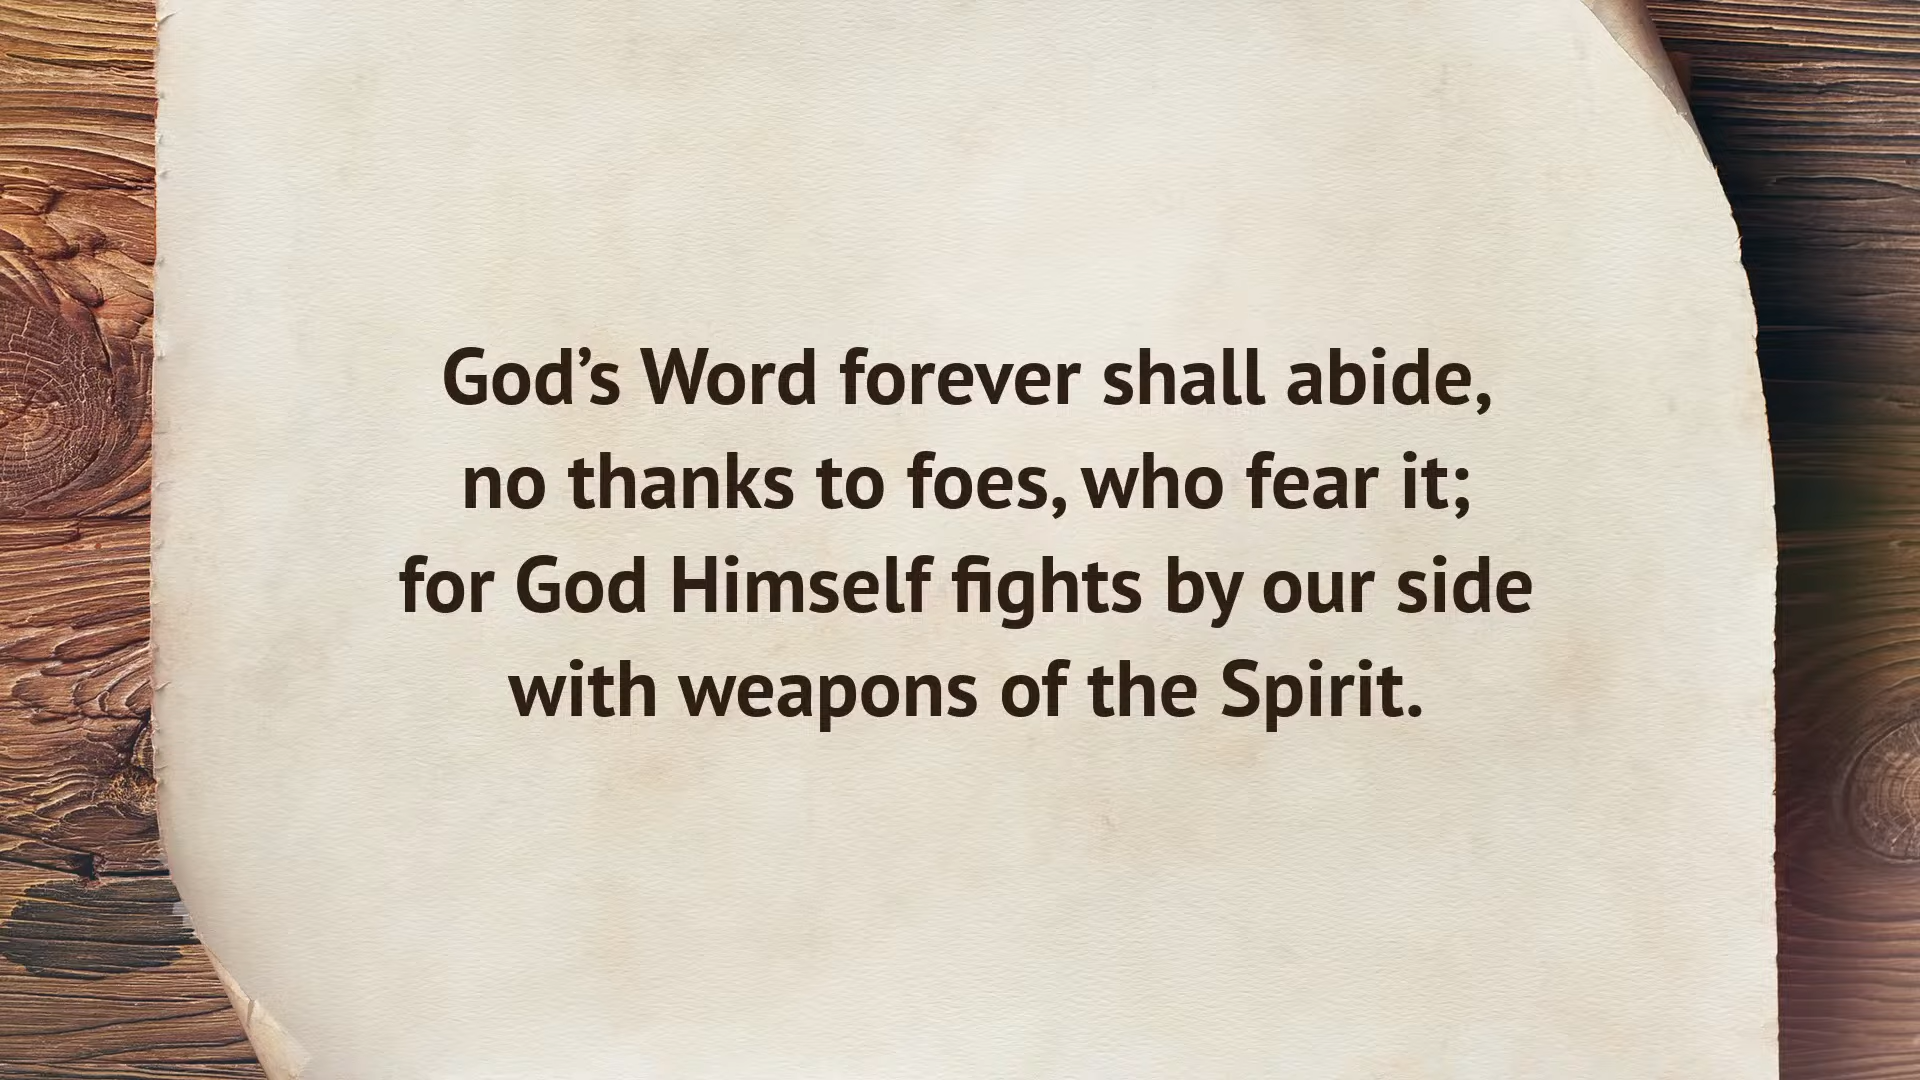 God’s Word forever shall abide,
no thanks to foes, who fear it;
for God Himself fights by our side
with weapons of the Spirit.